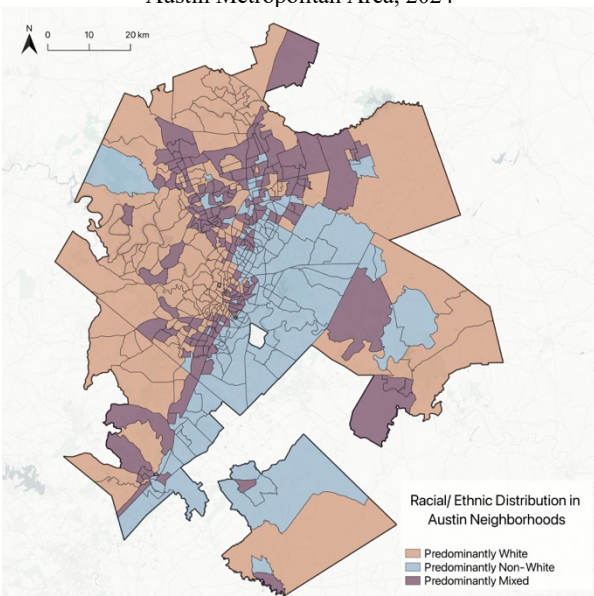 Austin Metropolitan Area, 2024
N
0 10 20 km
Racial/ Ethnic Distribution in
Austin Neighborhoods
Predominantly White
Predominantly Non-White
Predominantly Mixed